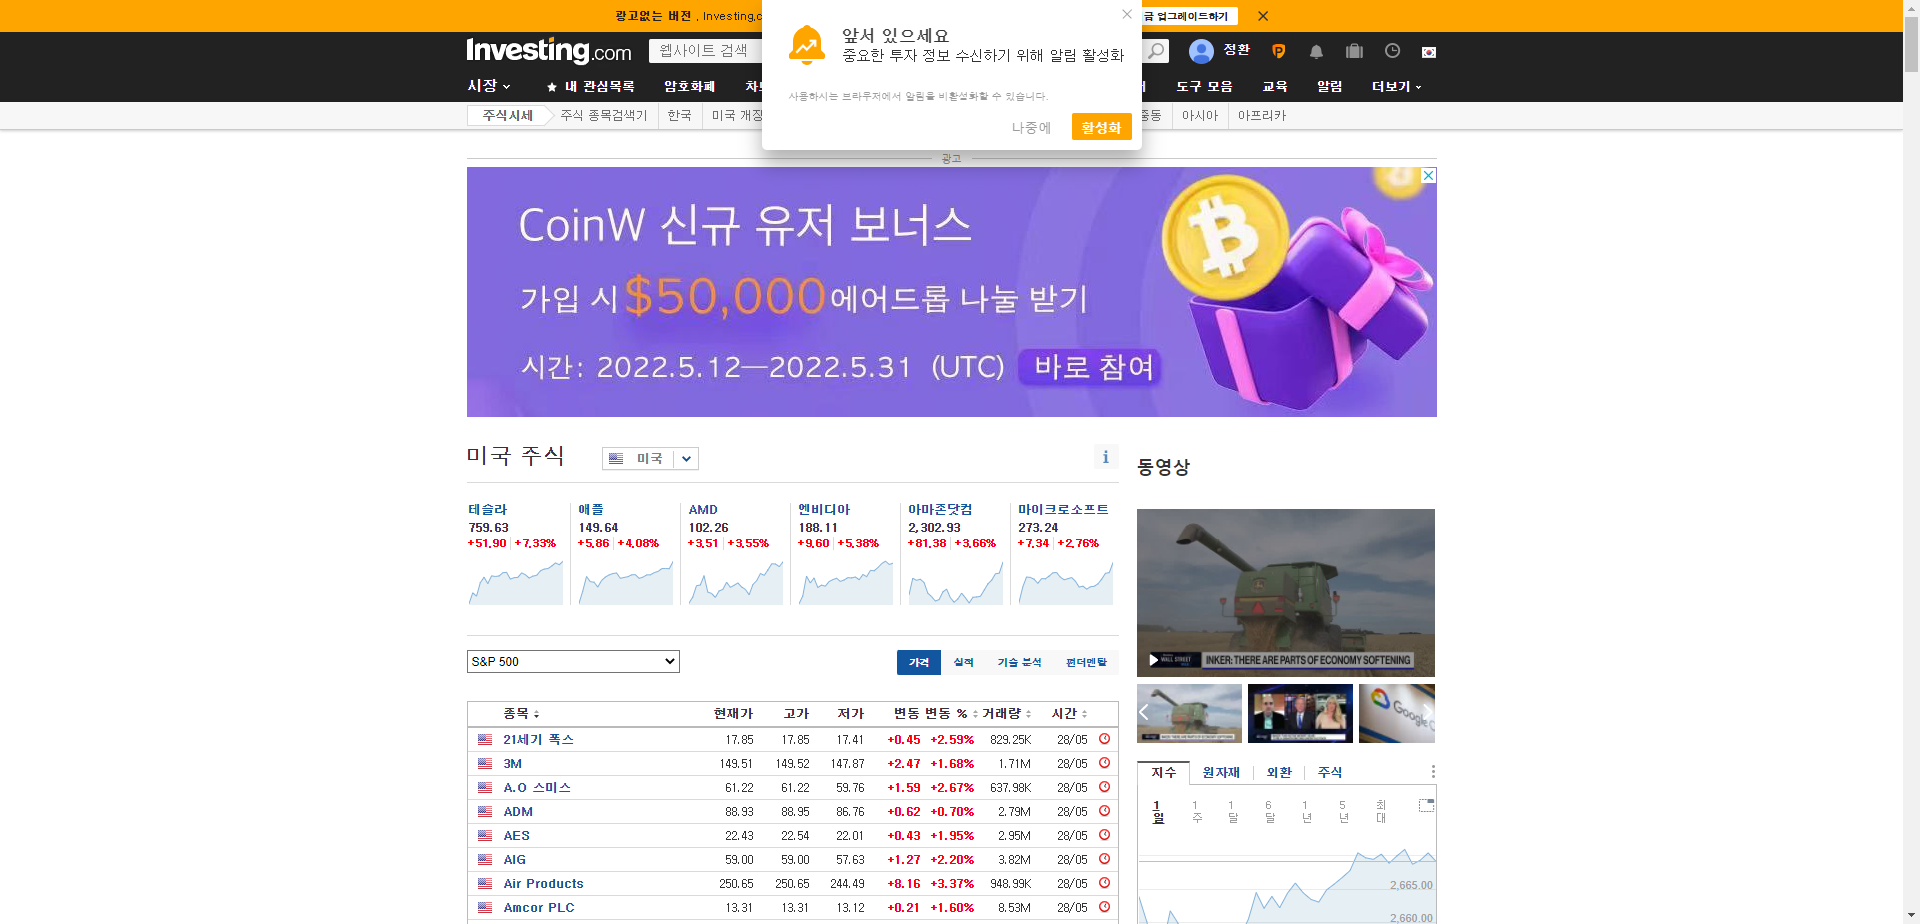 광고없는 버전
앞서 있으세요
중요한 투자 정보 수신하기 위해 알림 활성화
사용하시는 브라우저에서 알림을 비활성화할 수 있습니다.
나중에 활성화
금 업그레이드하기
Investing.com
웹사이트 검색
정환
시장 내 관심목록 암호화폐 도구 모음 교육 알림 더보기
주식시세 주식 종목검색기 한국 미국 개장 중동 아시아 아프리카
광고
CoinW 신규 유저 보너스
가입 시 $50,000 에어드롭 나눌 받기
시간: 2022.5.12—2022.5.31 (UTC) 바로 참여
미국 주식 미국
동영상
테슬라 애플 AMD 엔비디아 아마존닷컴 마이크로소프트
759.63 149.64 102.26 188.11 2,302.93 273.24
+51.90 +7.33% +5.86 +4.08% +3.51 +3.55% +9.60 +5.38% +81.38 +3.66% +7.34 +2.76%
WALL STREET INKER: THERE ARE PARTS OF ECONOMY SOFTENING
S&P 500 가격 실적 기술 분석 펀더멘탈
Google
종목 현재가 고가 저가 변동 변동 % 거래량 시간
21세기 폭스 17.85 17.85 17.41 +0.45 +2.59% 829.25K 28/05
3M 149.51 149.52 147.87 +2.47 +1.68% 1.71M 28/05
A.O 스미스 61.22 61.22 59.76 +1.59 +2.67% 637.98K 28/05
ADM 88.93 88.95 86.76 +0.62 +0.70% 2.79M 28/05
AES 22.43 22.54 22.01 +0.43 +1.95% 2.95M 28/05
AIG 59.00 59.00 57.63 +1.27 +2.20% 3.82M 28/05
Air Products 250.65 250.65 244.49 +8.16 +3.37% 948.99K 28/05
Amcor PLC 13.31 13.31 13.12 +0.21 +1.60% 8.53M 28/05
지수 원자재 외환 주식
1일 1주 1달 6달 1년 5년 최대
2,665.00
2,660.00